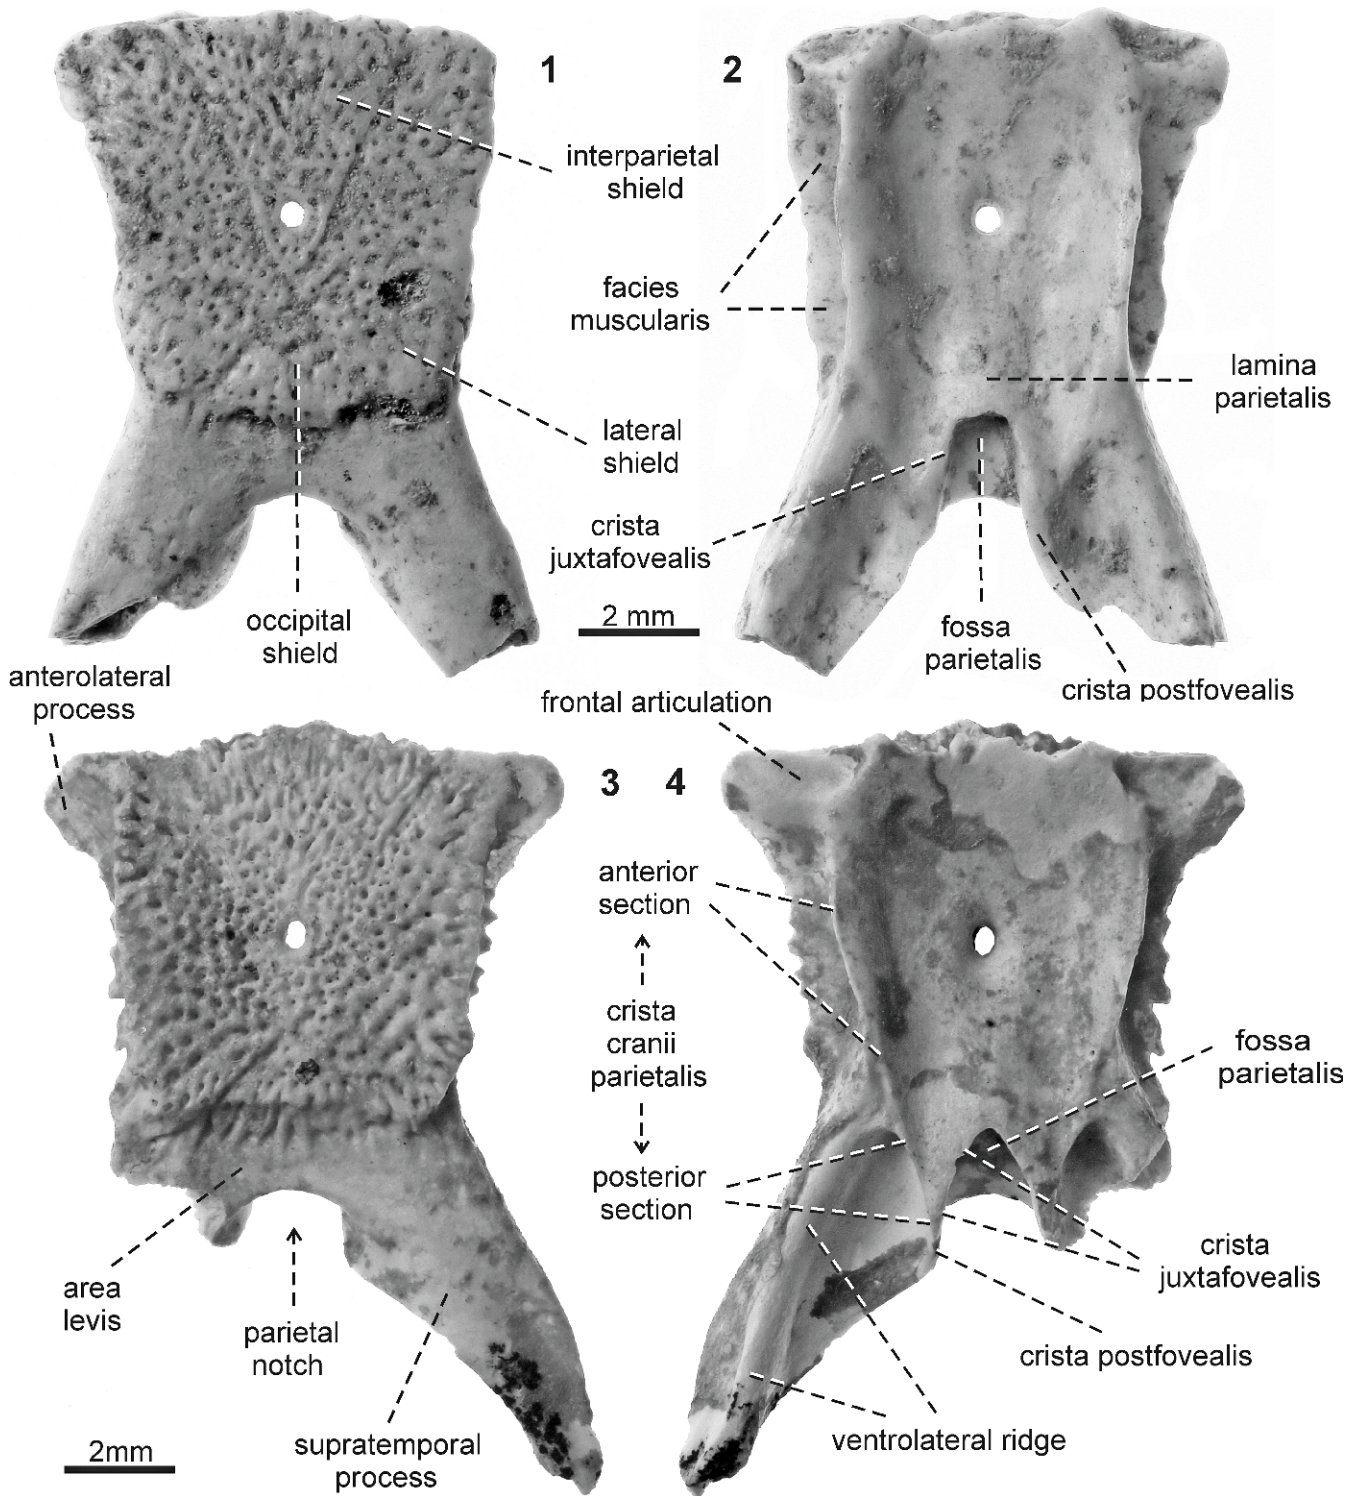 1
2
interparietal
shield
facies
muscularis
lamina
parietalis
lateral
shield
crista
juxtafovealis
2 mm
occipital
shield
fossa
parietalis
crista postfovealis
anterolateral
process
frontal articulation
3
4
anterior
section
crista
cranii
parietalis
posterior
section
fossa
parietalis
crista
juxtafovealis
area
levis
parietal
notch
crista postfovealis
supratemporal
process
ventrolateral ridge
2mm